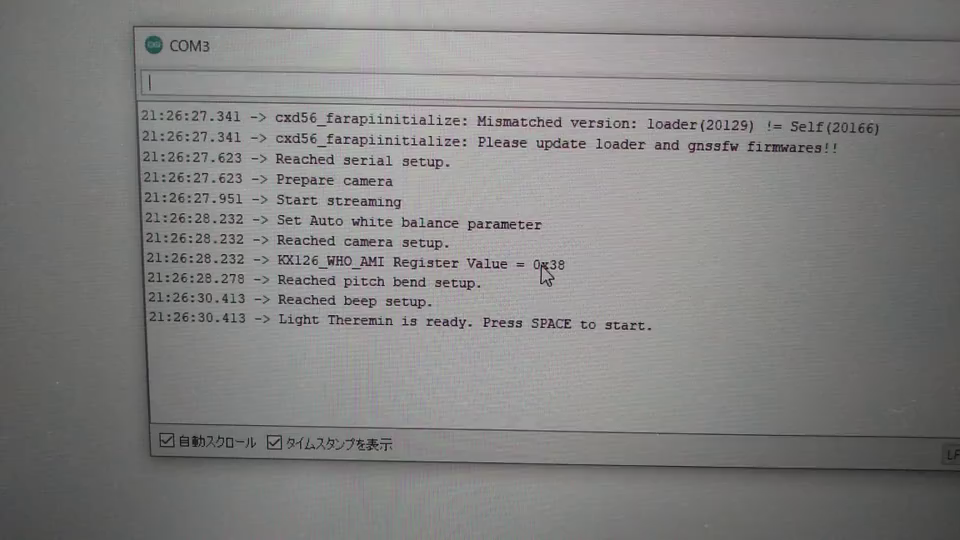 COM3
21:26:27.341 -> cxd56_farapiinitialize: Mismatched version: loader(20129) != Self(20166)
21:26:27.341 -> cxd56_farapiinitialize: Please update loader and gnssfw firmwares!!
21:26:27.623 -> Reached serial setup.
21:26:27.623 -> Prepare camera
21:26:27.951 -> Start streaming
21:26:28.232 -> Set Auto white balance parameter
21:26:28.232 -> Reached camera setup.
21:26:28.232 -> KX126_WHO_AMI Register Value = 0x38
21:26:28.278 -> Reached pitch bend setup.
21:26:30.413 -> Reached beep setup.
21:26:30.413 -> Light Theremin is ready. Press SPACE to start.
自動スクロール タイムスタンプを表示 LF